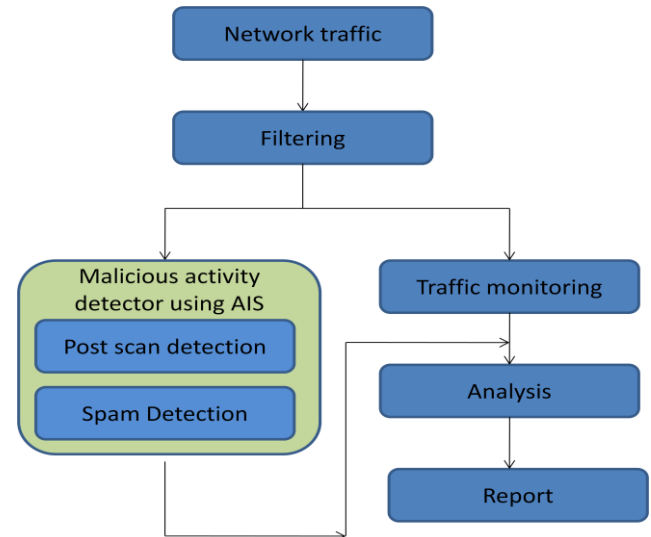 Network traffic
Filtering
Malicious activity
detector using AIS
Post scan detection
Spam Detection
Traffic monitoring
Analysis
Report